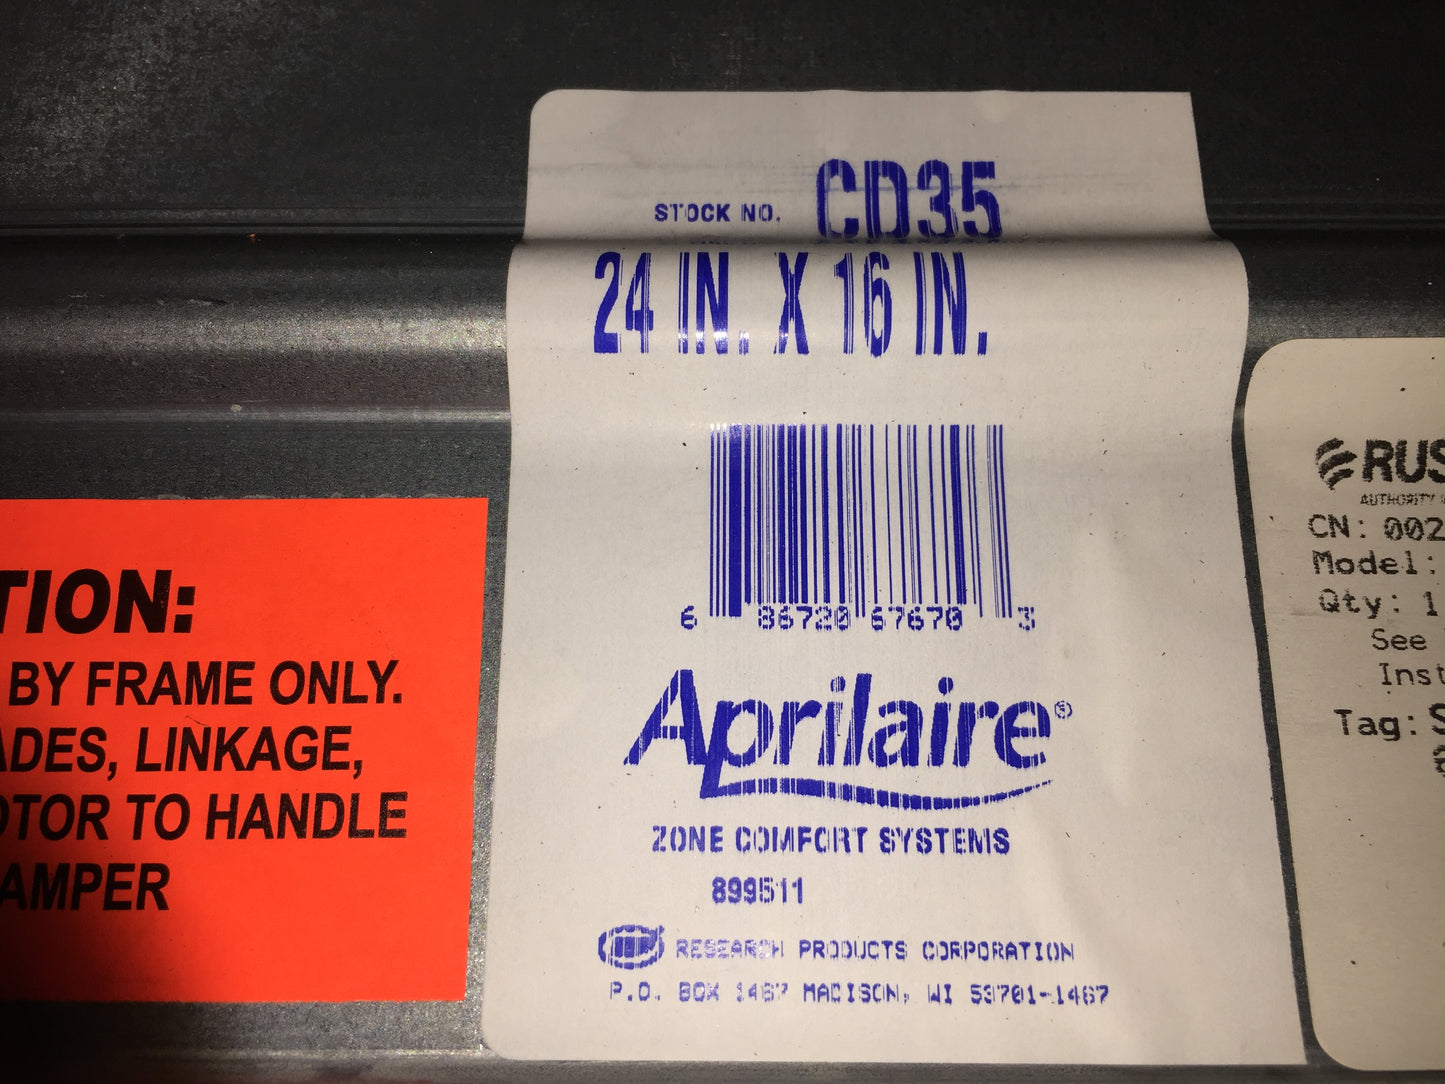 STOCK NO. CD35
24 IN. X 16 IN.
6 86720 67670 3
Aprilaire®
ZONE COMFORT SYSTEMS
899511
RESEARCH PRODUCTS CORPORATION
P.O. BOX 1467 MADISON, WI 53701-1467
TION:
BY FRAME ONLY.
ADES, LINKAGE,
OTOR TO HANDLE
AMPER
RUS
AUTHORITY
CN: 002
Model:
Qty: 1
See
Inst
Tag: S